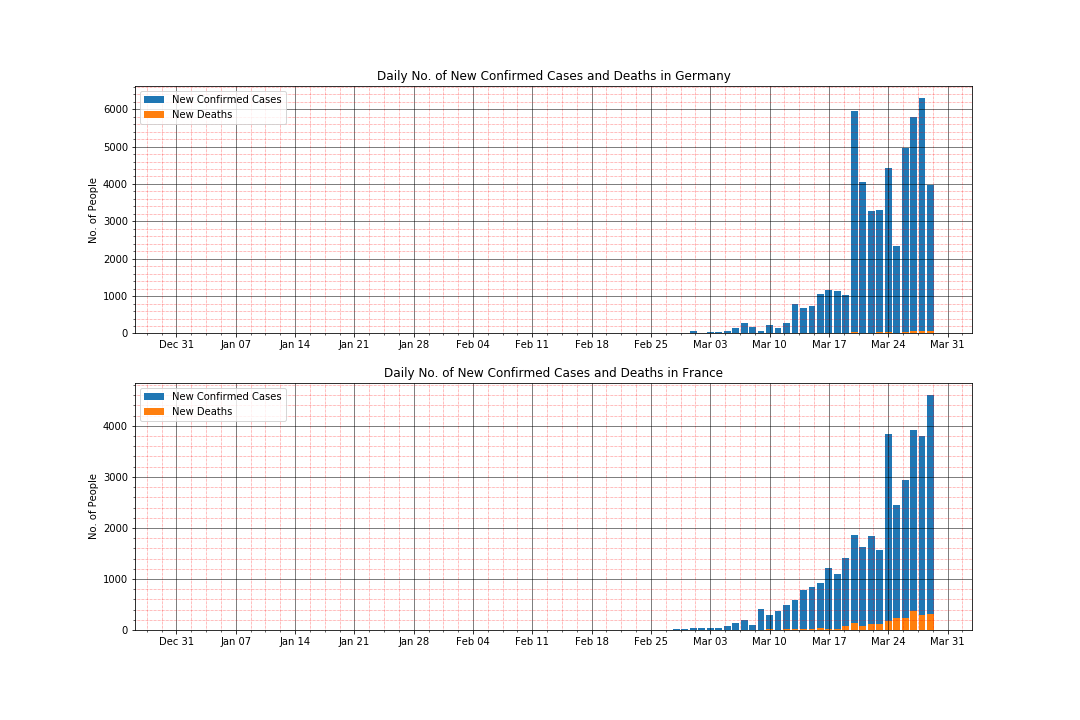 Daily No. of New Confirmed Cases and Deaths in Germany
New Confirmed Cases
New Deaths
No. of People
6000
5000
4000
3000
2000
1000
0
Dec 31 Jan 07 Jan 14 Jan 21 Jan 28 Feb 04 Feb 11 Feb 18 Feb 25 Mar 03 Mar 10 Mar 17 Mar 24 Mar 31
Daily No. of New Confirmed Cases and Deaths in France
New Confirmed Cases
New Deaths
No. of People
4000
3000
2000
1000
0
Dec 31 Jan 07 Jan 14 Jan 21 Jan 28 Feb 04 Feb 11 Feb 18 Feb 25 Mar 03 Mar 10 Mar 17 Mar 24 Mar 31